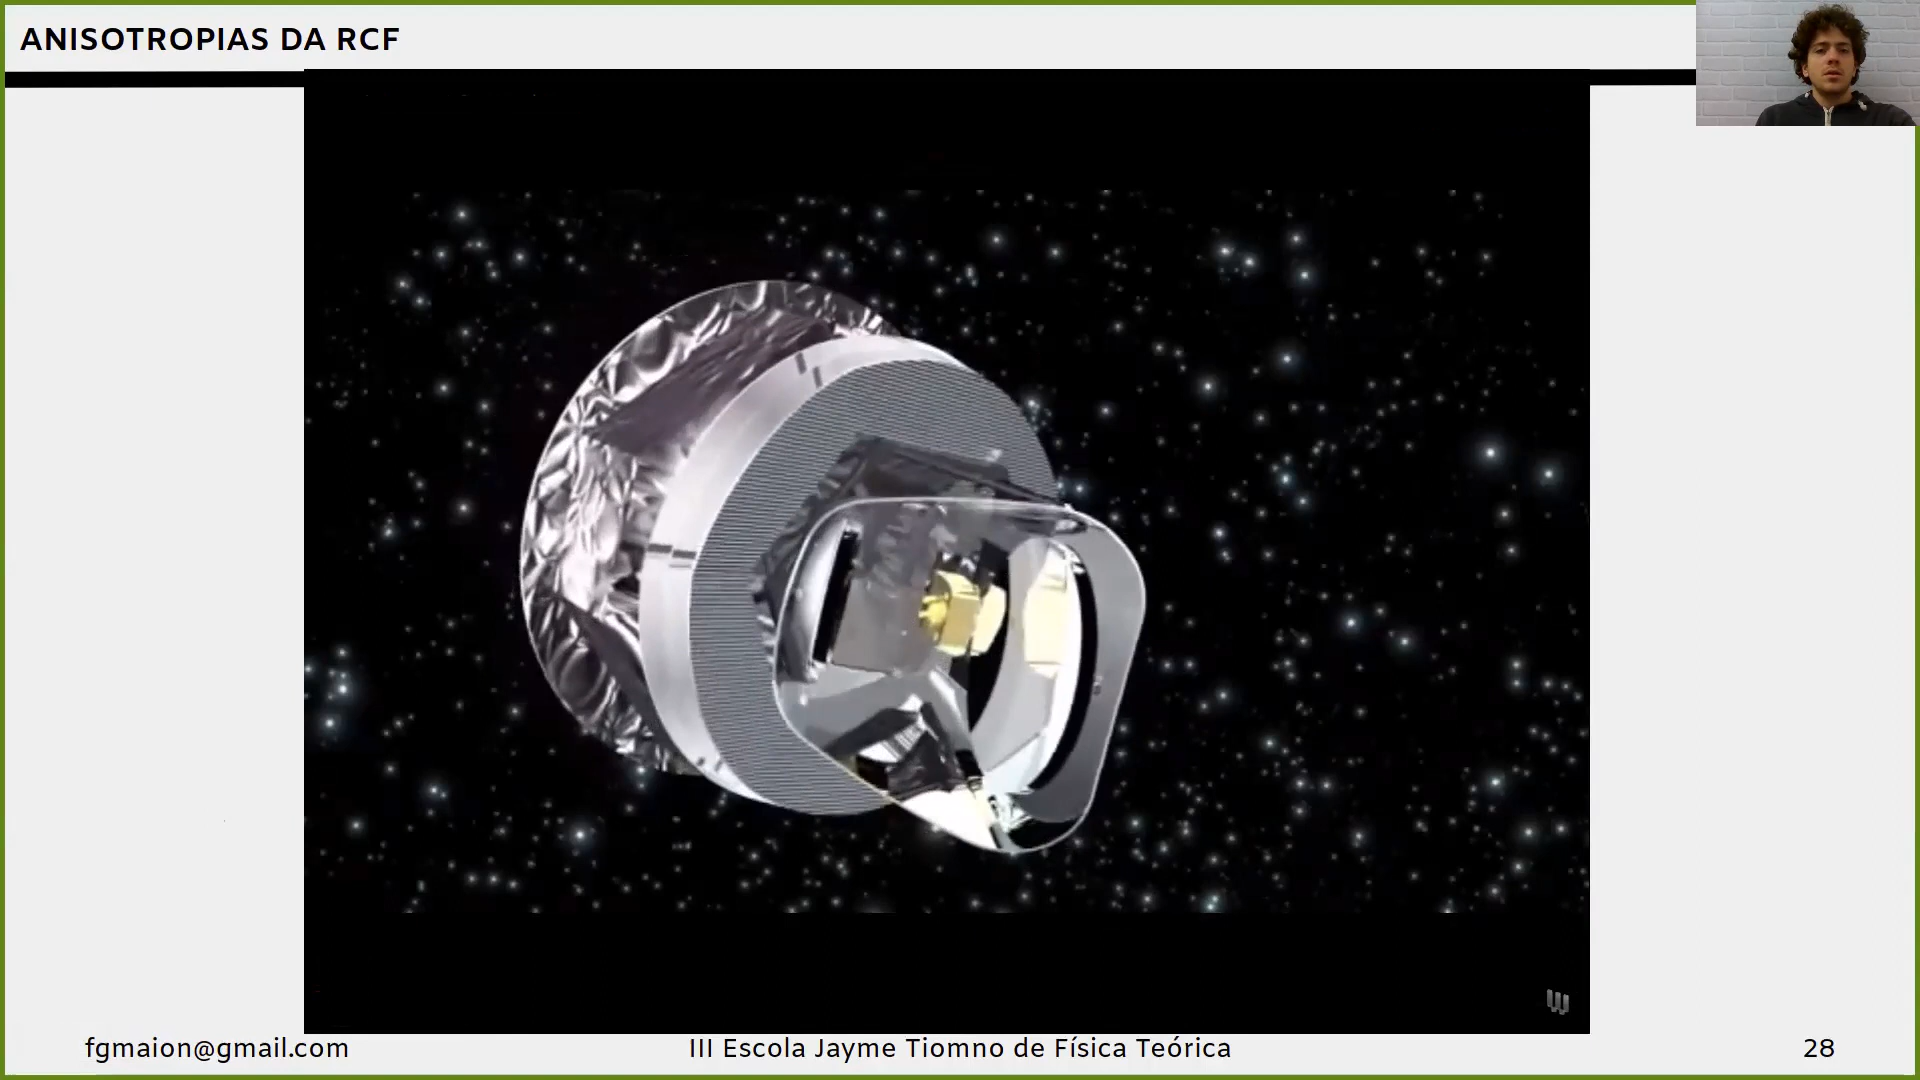 ANISOTROPIAS DA RCF
fgmaion@gmail.com
III Escola Jayme Tiomno de Física Teórica
28